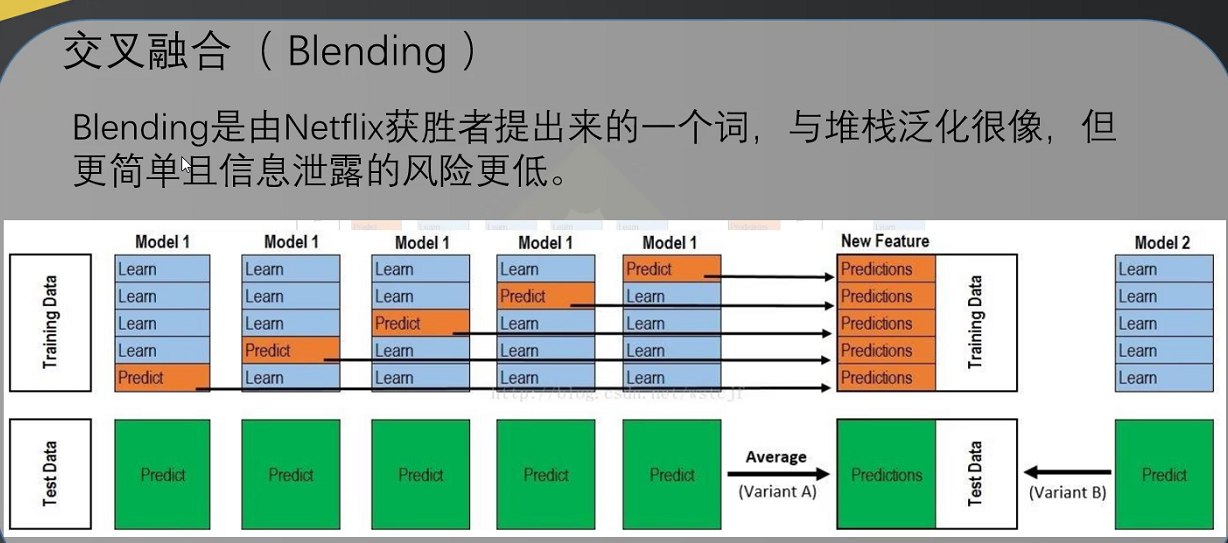 交叉融合（ Blending ）
Blending是由Netflix获胜者提出来的一个词，与堆栈泛化很像，但
更简单且信息泄露的风险更低。
Model 1 Model 1 Model 1 Model 1 Model 1 New Feature Model 2
Training Data
Learn Learn Learn Learn Predict Predictions Learn
Learn Learn Learn Predict Learn Predictions Learn
Learn Learn Predict Learn Learn Predictions Learn
Learn Predict Learn Learn Learn Predictions Learn
Predict Learn Learn Learn Learn Predictions Learn
Training Data
Test Data
Predict Predict Predict Predict Predict
Average
(Variant A)
Predictions
Test Data
(Variant B)
Predict